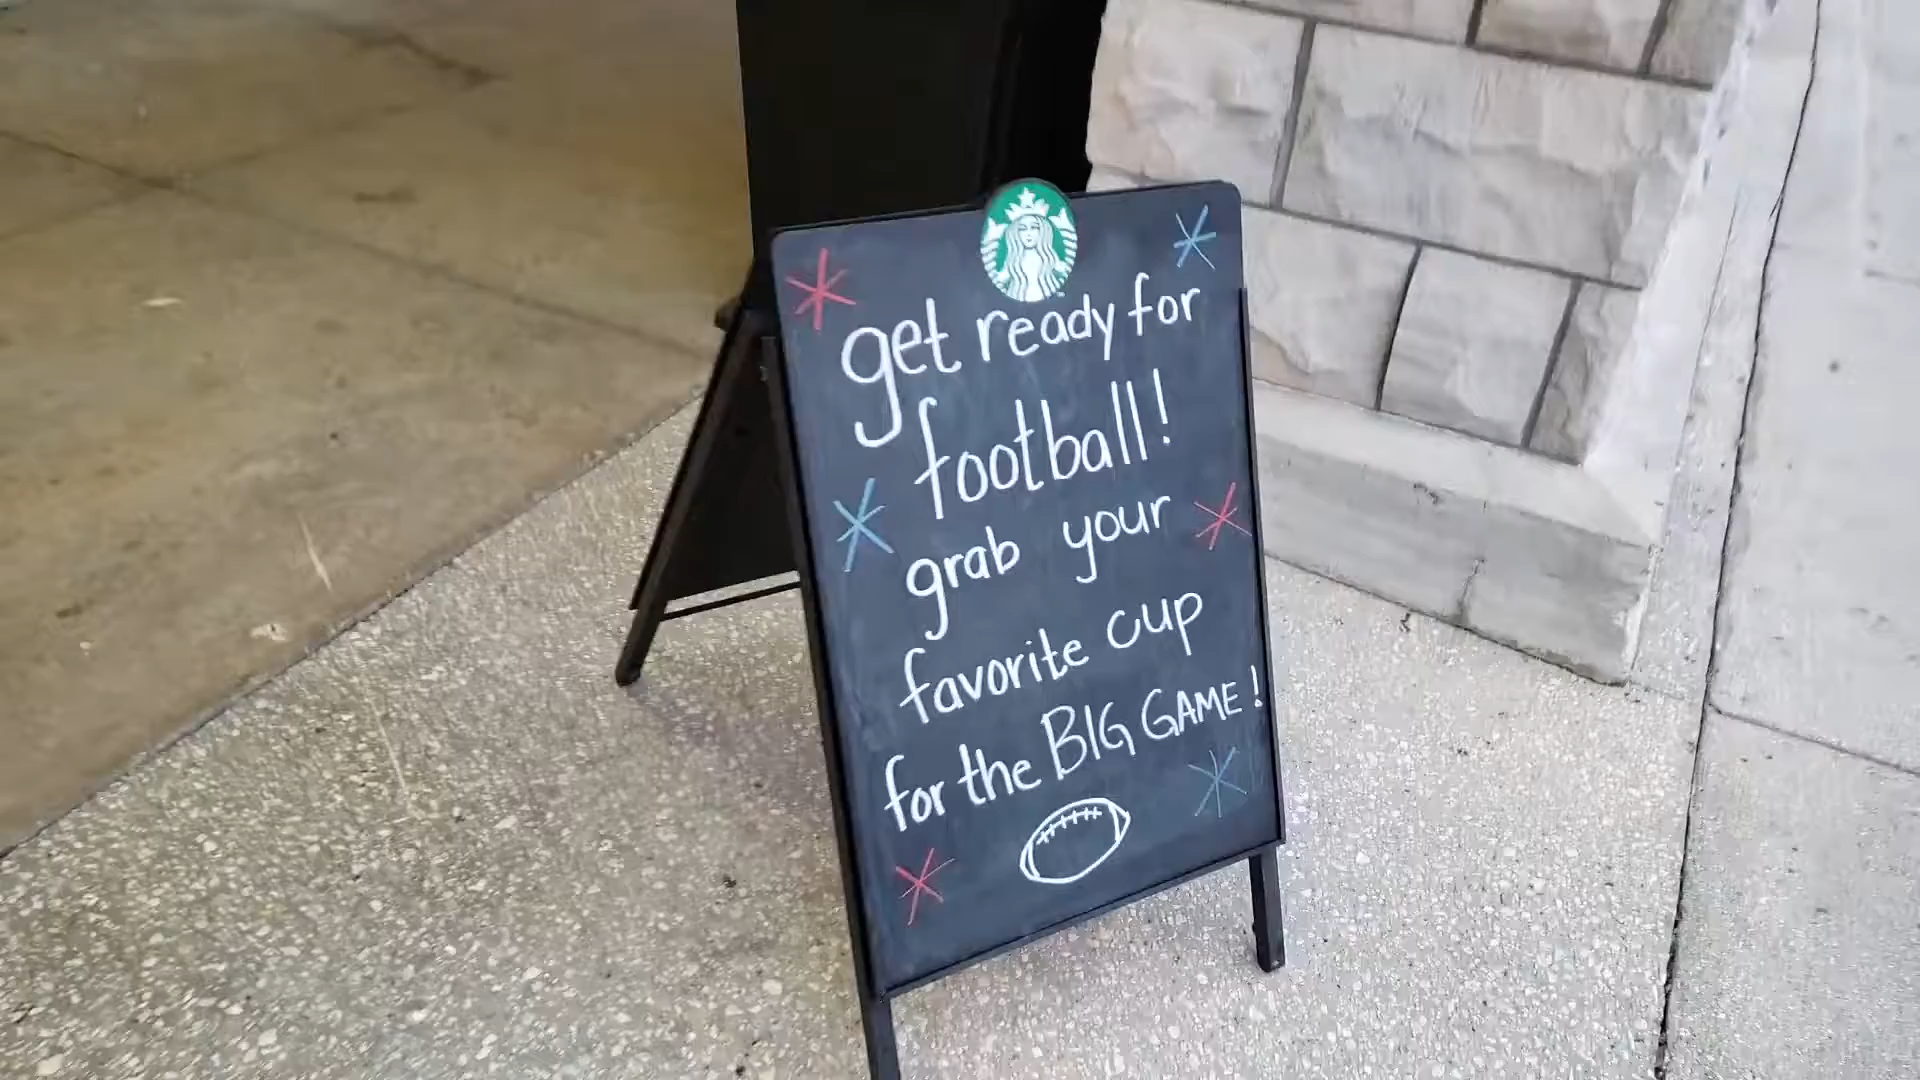 get ready for
football!
grab your
favorite cup
for the BIG GAME!